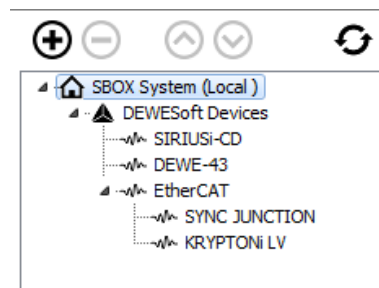 SBOX System (Local )
DEWESoft Devices
SIRIUSi-CD
DEWE-43
EtherCAT
SYNC JUNCTION
KRYPTONi LV